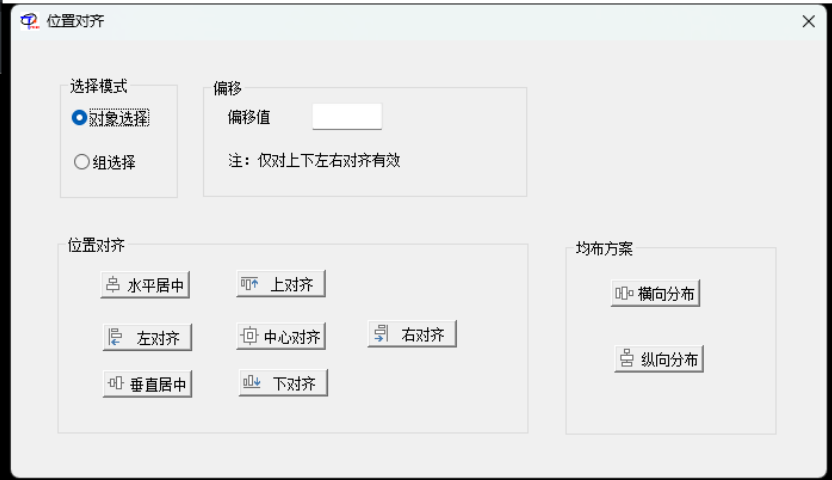 位置对齐
选择模式
对象选择
组选择
偏移
偏移值
注：仅对上下左右对齐有效
位置对齐
水平居中
上对齐
左对齐
中心对齐
右对齐
垂直居中
下对齐
均布方案
横向分布
纵向分布